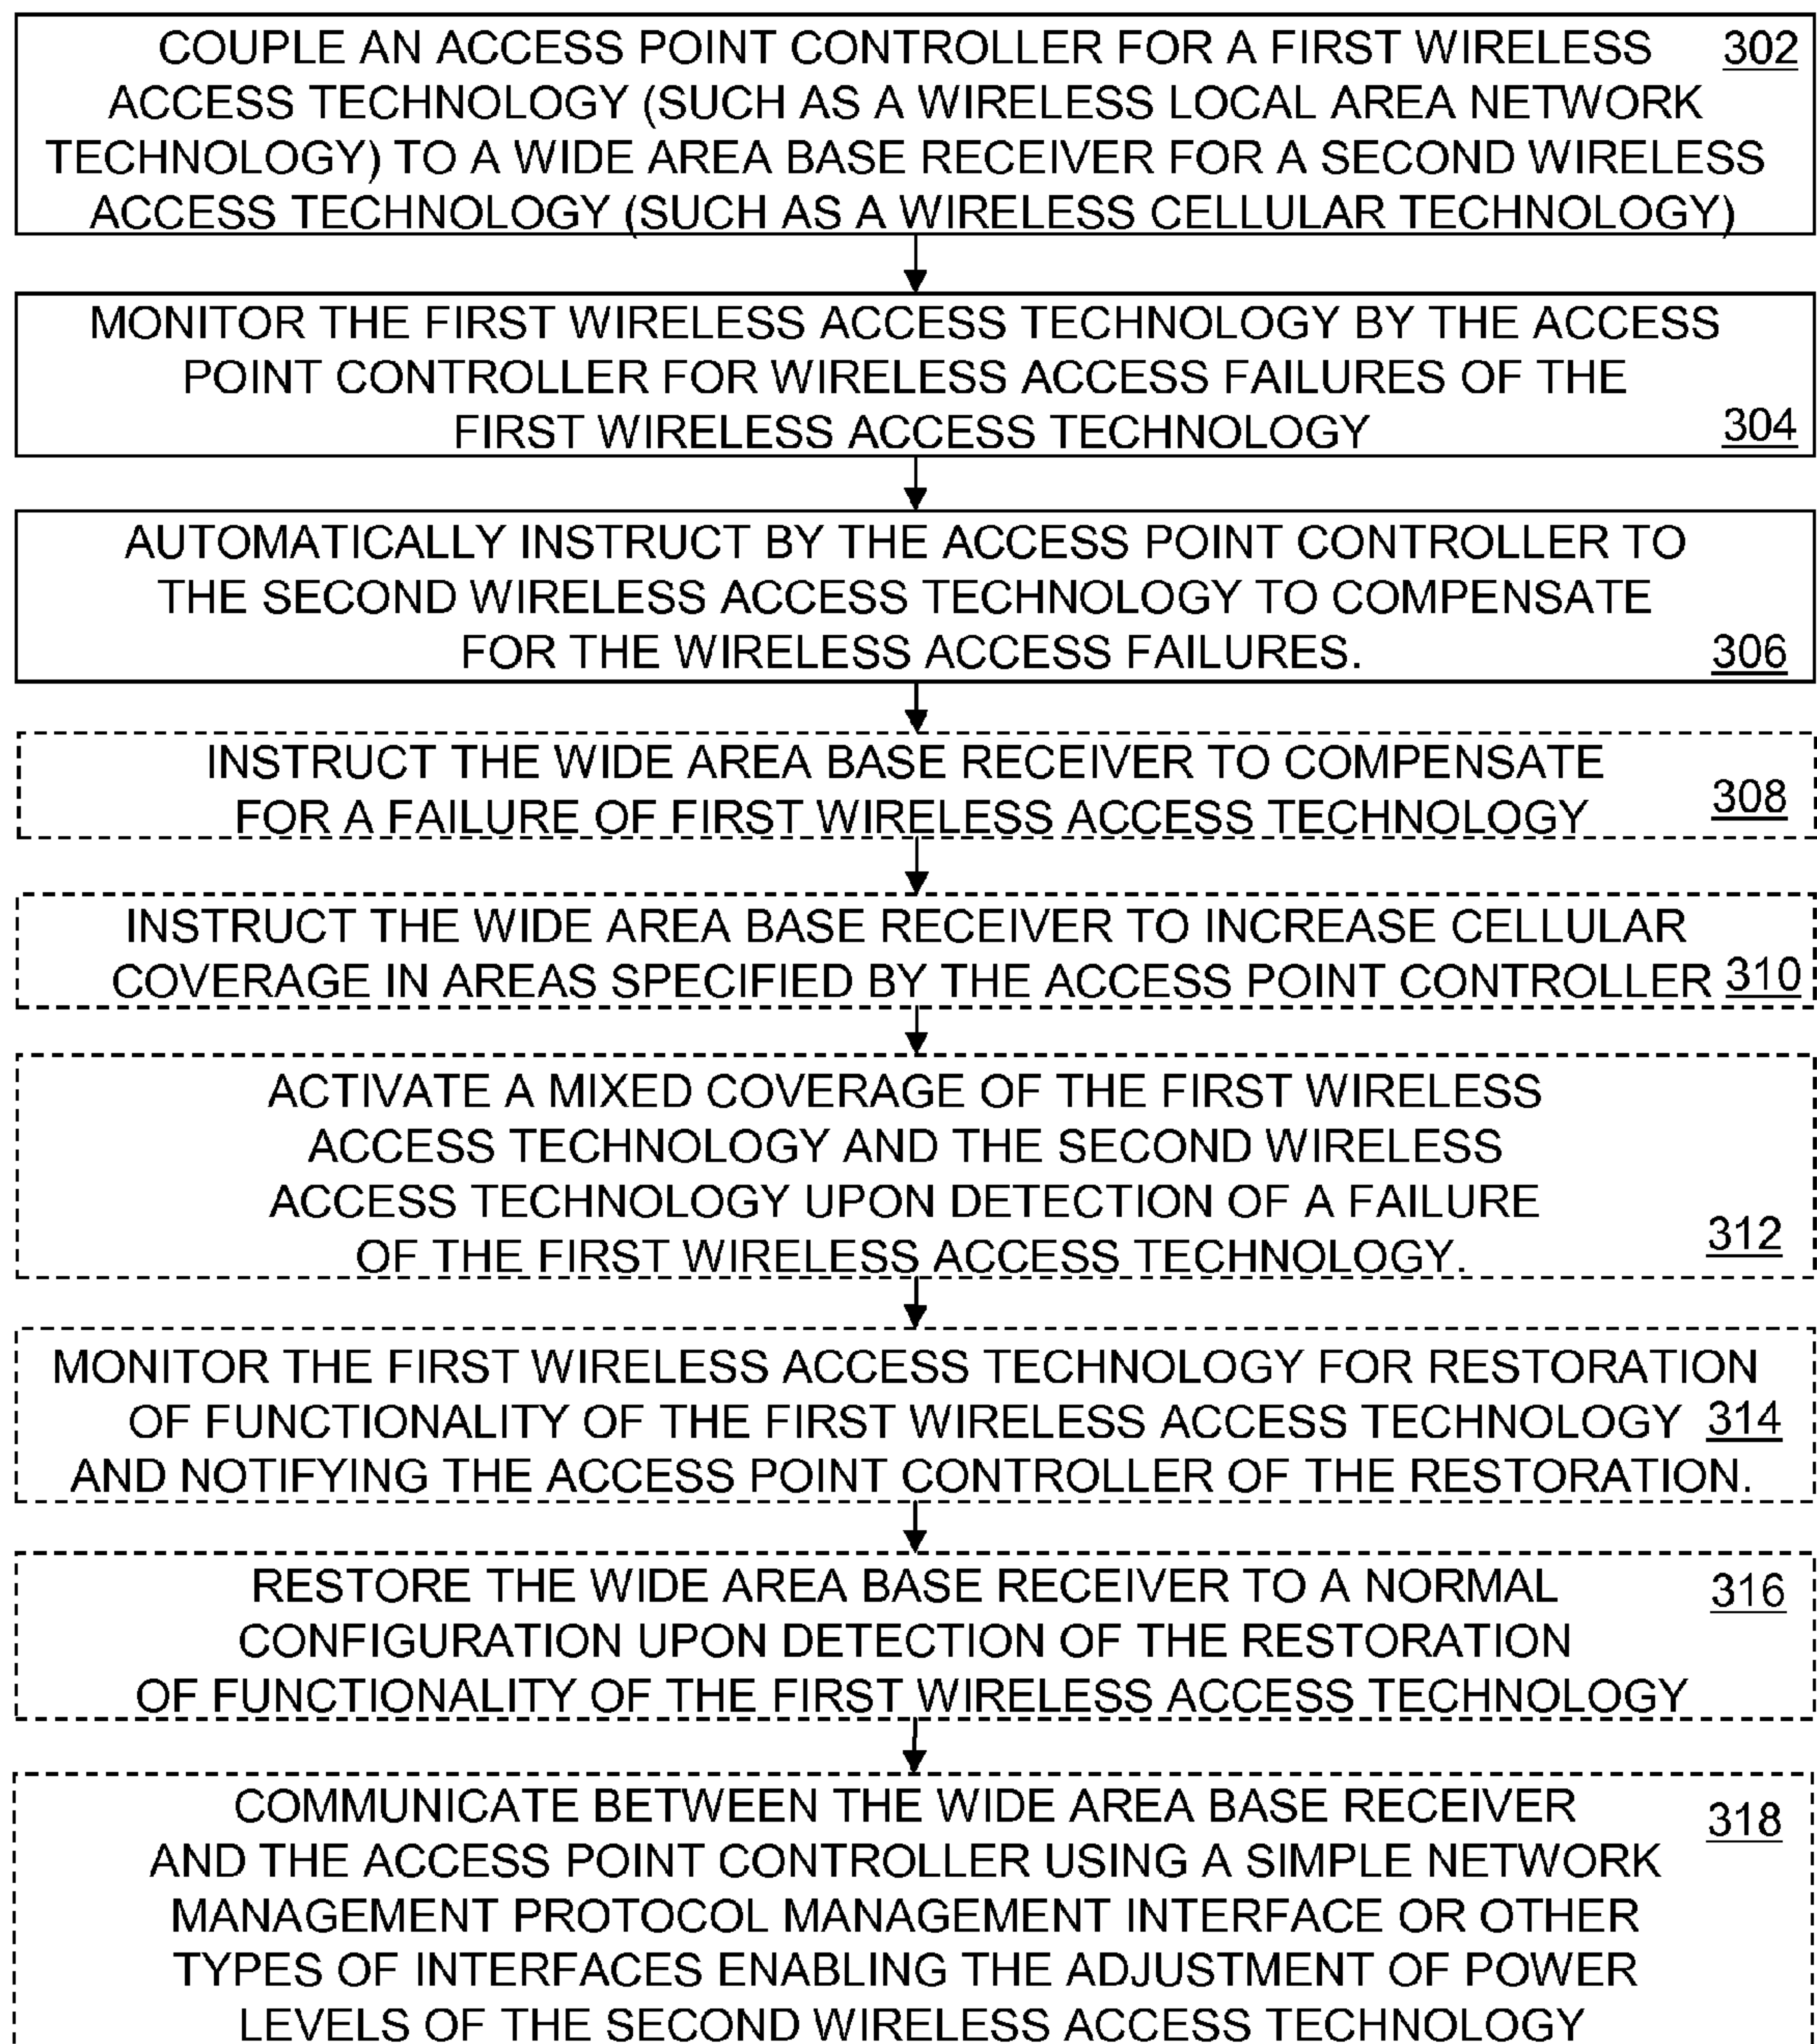 COUPLE AN ACCESS POINT CONTROLLER FOR A FIRST WIRELESS 302
ACCESS TECHNOLOGY (SUCH AS A WIRELESS LOCAL AREA NETWORK
TECHNOLOGY) TO A WIDE AREA BASE RECEIVER FOR A SECOND WIRELESS
ACCESS TECHNOLOGY (SUCH AS A WIRELESS CELLULAR TECHNOLOGY)
MONITOR THE FIRST WIRELESS ACCESS TECHNOLOGY BY THE ACCESS
POINT CONTROLLER FOR WIRELESS ACCESS FAILURES OF THE
FIRST WIRELESS ACCESS TECHNOLOGY 304
AUTOMATICALLY INSTRUCT BY THE ACCESS POINT CONTROLLER TO
THE SECOND WIRELESS ACCESS TECHNOLOGY TO COMPENSATE
FOR THE WIRELESS ACCESS FAILURES. 306
INSTRUCT THE WIDE AREA BASE RECEIVER TO COMPENSATE
FOR A FAILURE OF FIRST WIRELESS ACCESS TECHNOLOGY 308
INSTRUCT THE WIDE AREA BASE RECEIVER TO INCREASE CELLULAR
COVERAGE IN AREAS SPECIFIED BY THE ACCESS POINT CONTROLLER 310
ACTIVATE A MIXED COVERAGE OF THE FIRST WIRELESS
ACCESS TECHNOLOGY AND THE SECOND WIRELESS
ACCESS TECHNOLOGY UPON DETECTION OF A FAILURE
OF THE FIRST WIRELESS ACCESS TECHNOLOGY. 312
MONITOR THE FIRST WIRELESS ACCESS TECHNOLOGY FOR RESTORATION
OF FUNCTIONALITY OF THE FIRST WIRELESS ACCESS TECHNOLOGY 314
AND NOTIFYING THE ACCESS POINT CONTROLLER OF THE RESTORATION.
RESTORE THE WIDE AREA BASE RECEIVER TO A NORMAL 316
CONFIGURATION UPON DETECTION OF THE RESTORATION
OF FUNCTIONALITY OF THE FIRST WIRELESS ACCESS TECHNOLOGY
COMMUNICATE BETWEEN THE WIDE AREA BASE RECEIVER 318
AND THE ACCESS POINT CONTROLLER USING A SIMPLE NETWORK
MANAGEMENT PROTOCOL MANAGEMENT INTERFACE OR OTHER
TYPES OF INTERFACES ENABLING THE ADJUSTMENT OF POWER
LEVELS OF THE SECOND WIRELESS ACCESS TECHNOLOGY